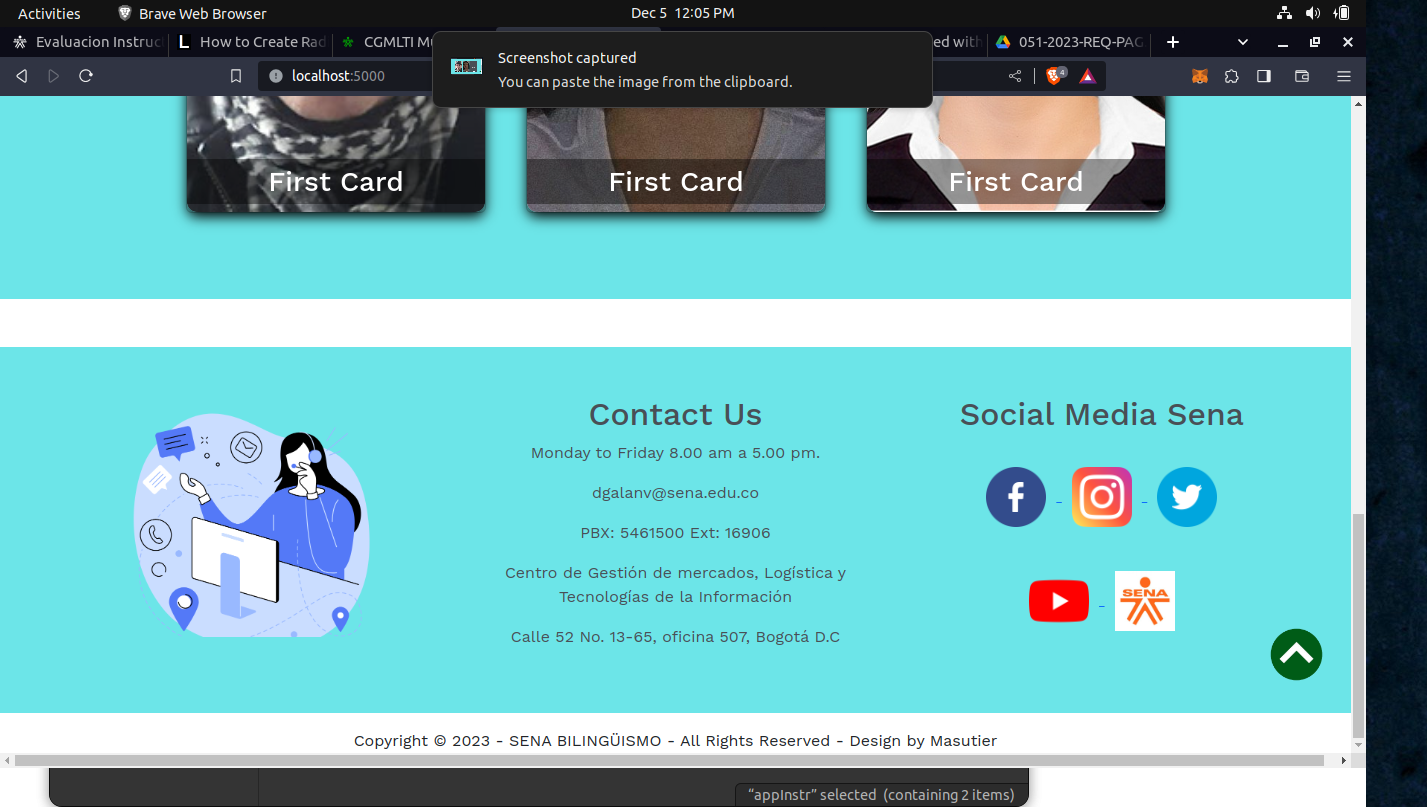 Activities
Brave Web Browser
Dec 5 12:05 PM
Evaluacion Instruc
How to Create Rad
CGMLTI Mu
ed with
051-2023-REQ-PAG
localhost:5000
4
Screenshot captured
You can paste the image from the clipboard.
First Card
First Card
First Card
Contact Us
Monday to Friday 8.00 am a 5.00 pm.
dgalanv@sena.edu.co
PBX: 5461500 Ext: 16906
Centro de Gestión de mercados, Logística y
Tecnologías de la Información
Calle 52 No. 13-65, oficina 507, Bogotá D.C
Social Media Sena
SENA
Copyright © 2023 - SENA BILINGÜISMO - All Rights Reserved - Design by Masutier
“appInstr” selected (containing 2 items)